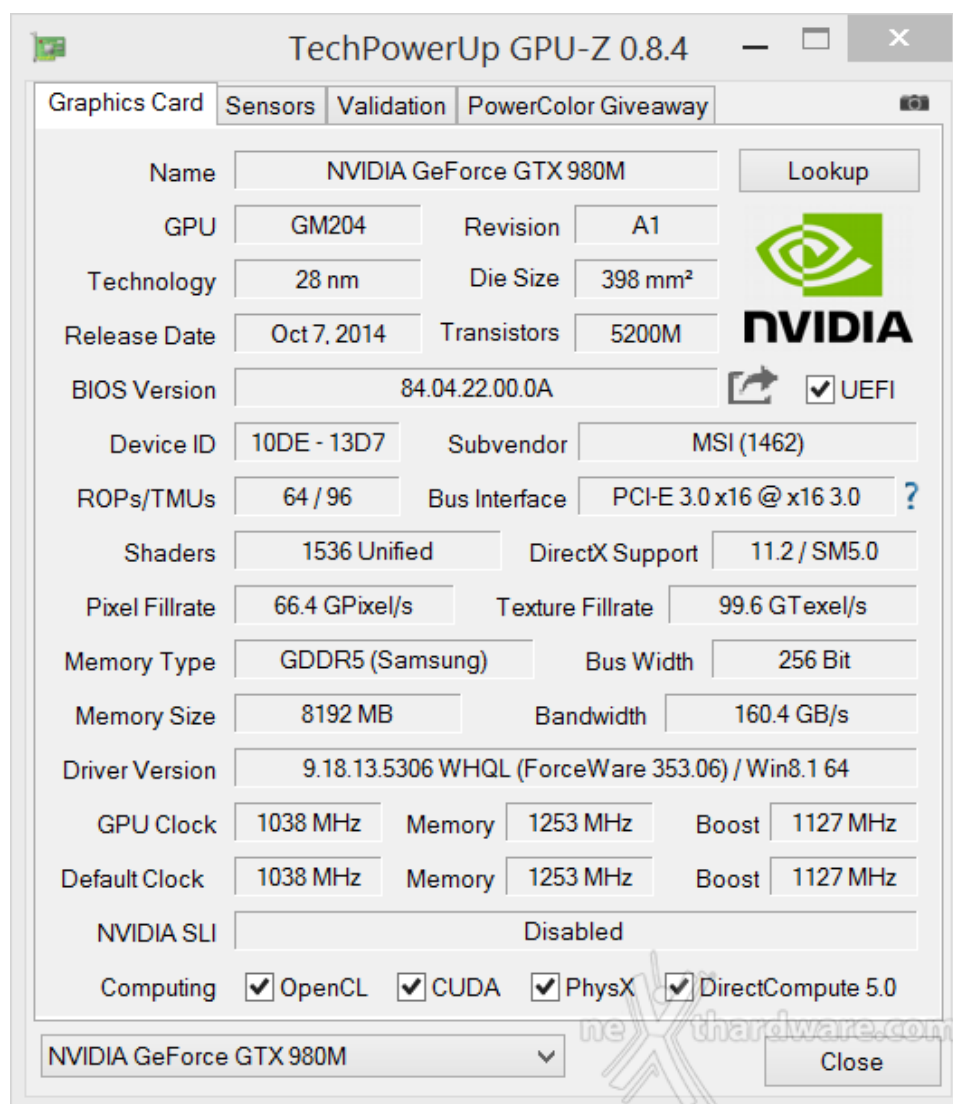 TechPowerUp GPU-Z 0.8.4
Graphics Card Sensors Validation PowerColor Giveaway
Name NVIDIA GeForce GTX 980M Lookup
GPU GM204 Revision A1
Technology 28 nm Die Size 398 mm²
Release Date Oct 7, 2014 Transistors 5200M
NVIDIA
BIOS Version 84.04.22.00.0A UEFI
Device ID 10DE - 13D7 Subvendor MSI (1462)
ROPs/TMUs 64 / 96 Bus Interface PCI-E 3.0 x16 @ x16 3.0 ?
Shaders 1536 Unified DirectX Support 11.2 / SM5.0
Pixel Fillrate 66.4 GPixel/s Texture Fillrate 99.6 GTexel/s
Memory Type GDDR5 (Samsung) Bus Width 256 Bit
Memory Size 8192 MB Bandwidth 160.4 GB/s
Driver Version 9.18.13.5306 WHQL (ForceWare 353.06) / Win8.1 64
GPU Clock 1038 MHz Memory 1253 MHz Boost 1127 MHz
Default Clock 1038 MHz Memory 1253 MHz Boost 1127 MHz
NVIDIA SLI Disabled
Computing OpenCL CUDA PhysX DirectCompute 5.0
nexthardware.com
NVIDIA GeForce GTX 980M Close